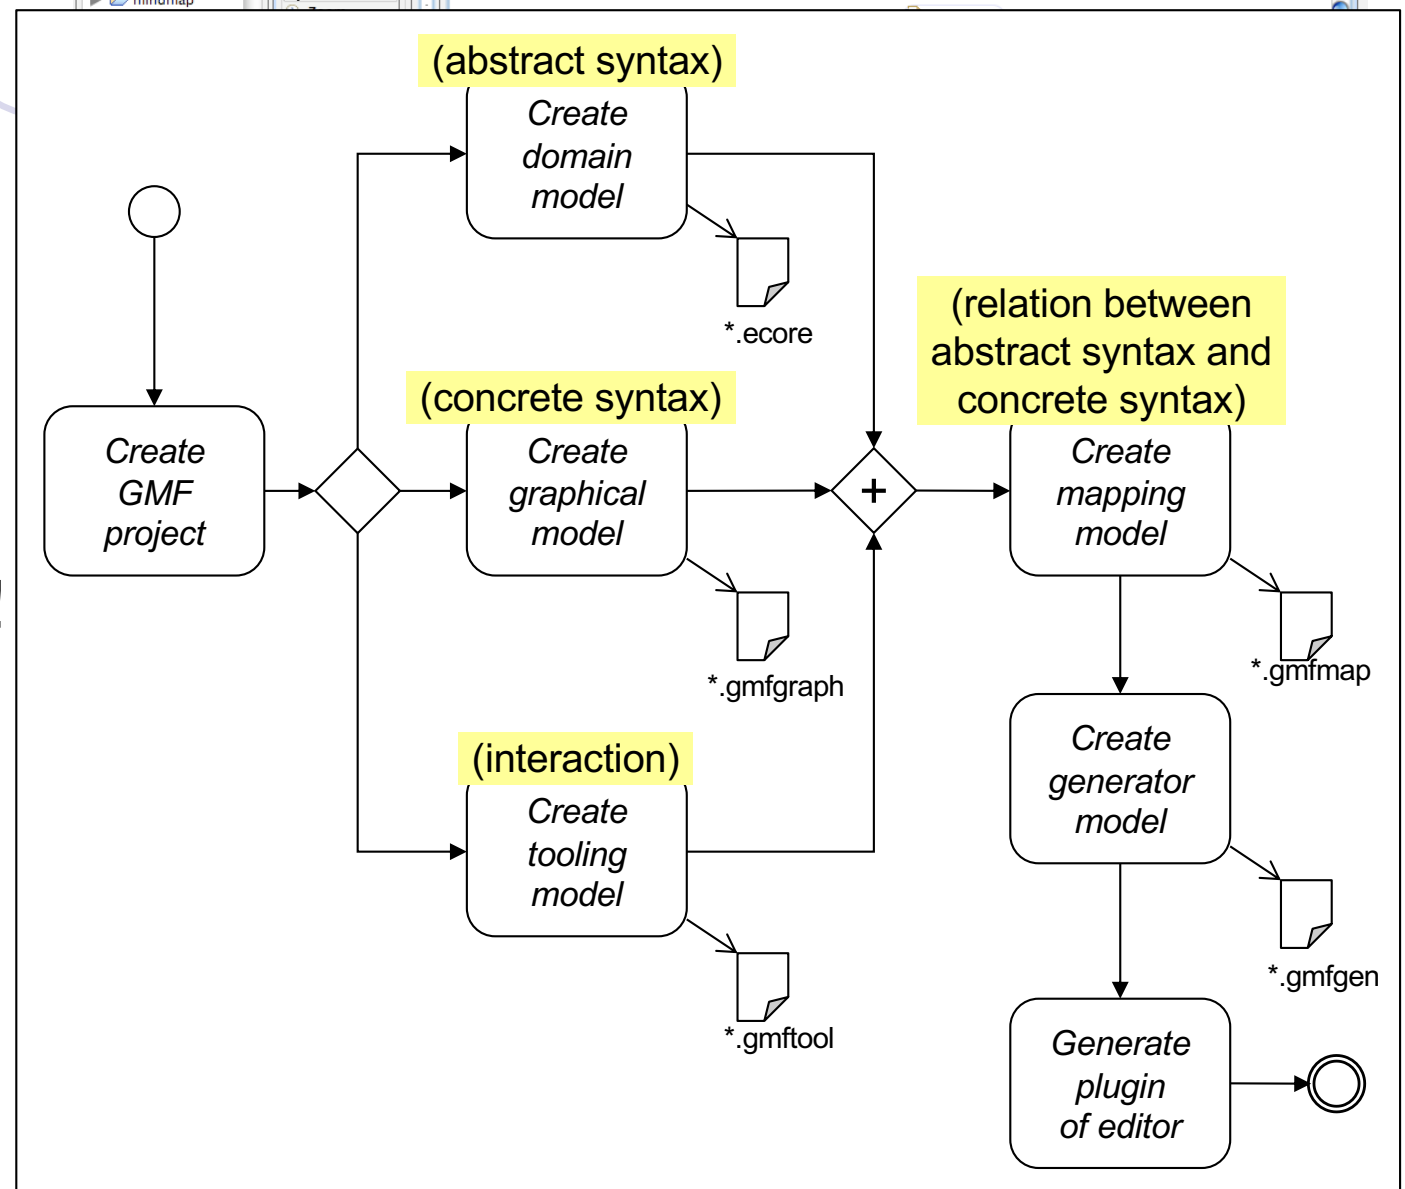 mindmap
(abstract syntax)
Create
domain
model
*.ecore
(concrete syntax)
Create
graphical
model
*.gmfgraph
(interaction)
Create
tooling
model
*.gmftool
Create
GMF
project
+
(relation between
abstract syntax and
concrete syntax)
Create
mapping
model
*.gmfmap
Create
generator
model
*.gmfgen
Generate
plugin
of editor